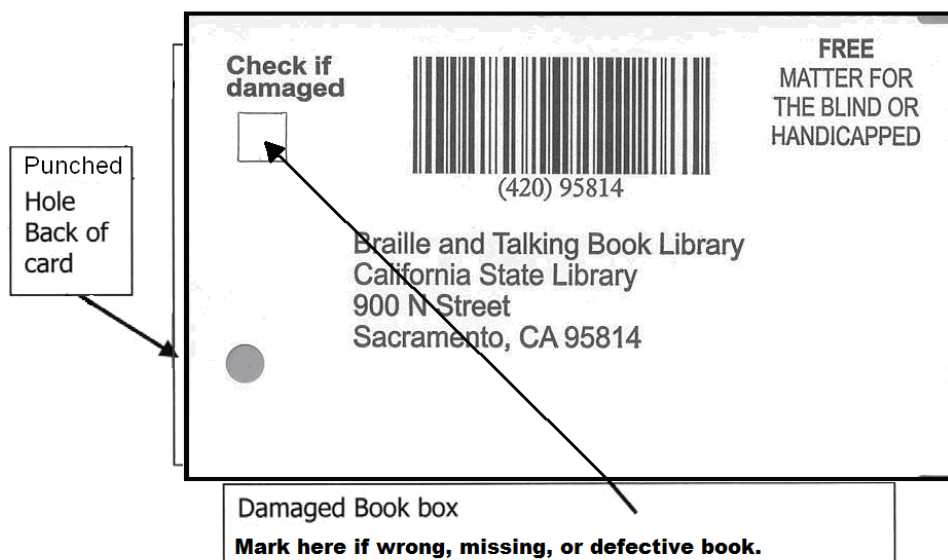 Check if
damaged
FREE
MATTER FOR
THE BLIND OR
HANDICAPPED
(420) 95814
Punched
Hole
Back of
card
Braille and Talking Book Library
California State Library
900 N Street
Sacramento, CA 95814
Damaged Book box
Mark here if wrong, missing, or defective book.